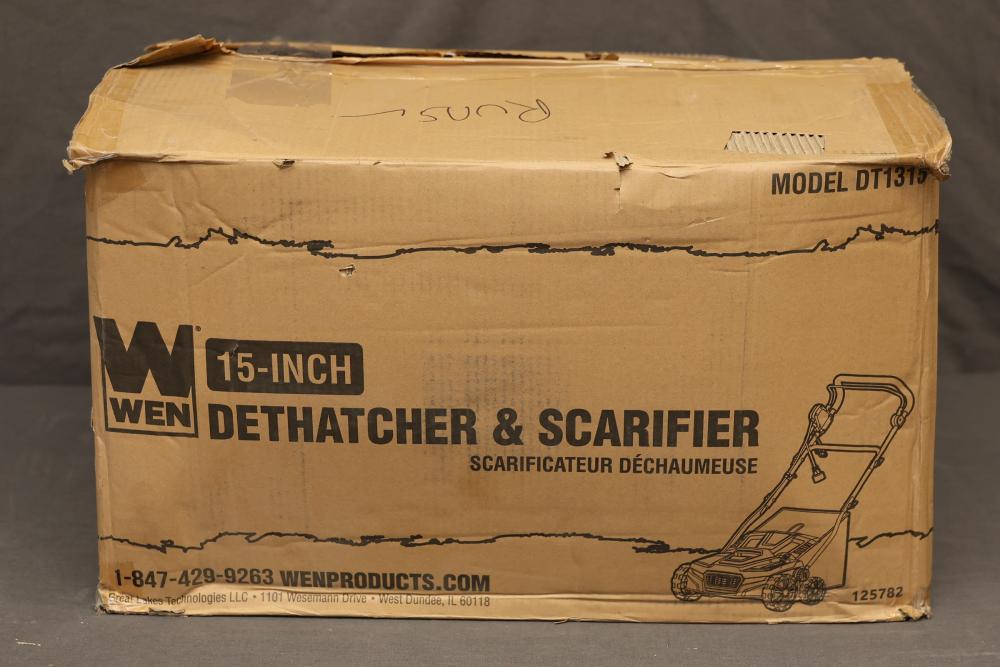 RUNS
MODEL DT1315
WEN
15-INCH
DETHATCHER & SCARIFIER
SCARIFICATEUR DÉCHAUMEUSE
1-847-429-9263 WENPRODUCTS.COM
Great Lakes Technologies LLC • 1101 Wesemann Drive • West Dundee, IL 60118
125782